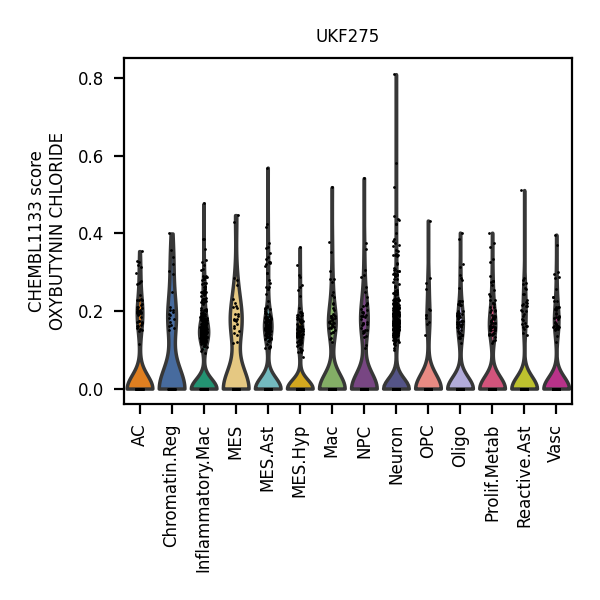 UKF275
CHEMBL1133 score
OXYBUTYNIN CHLORIDE
0.8
0.6
0.4
0.2
0.0
AC
Chromatin.Reg
Inflammatory.Mac
MES
MES.Ast
MES.Hyp
Mac
NPC
Neuron
OPC
Oligo
Prolif.Metab
Reactive.Ast
Vasc